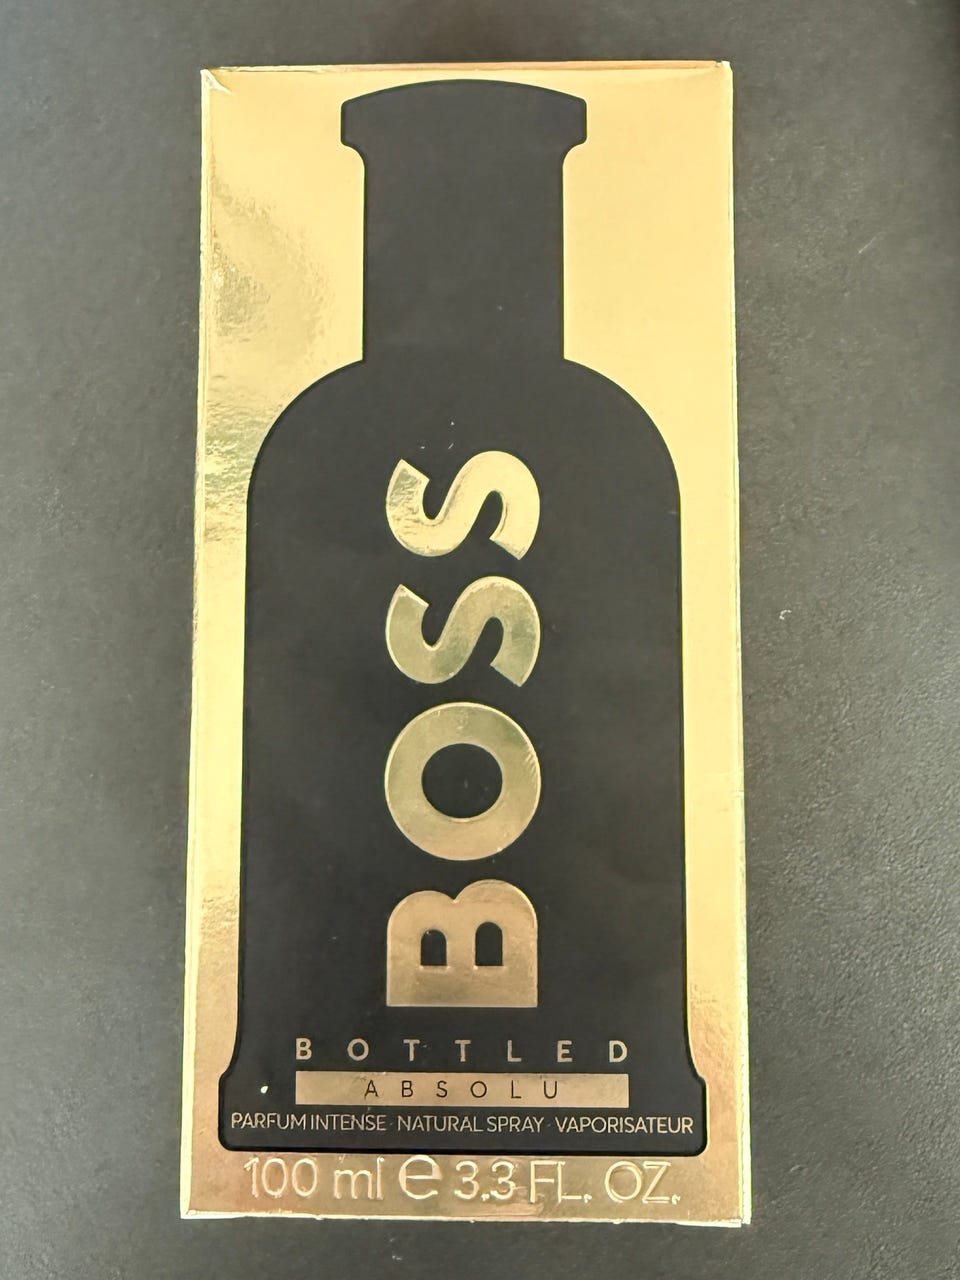 BOSS
BOTTLED
ABSOLU
PARFUM INTENSE · NATURAL SPRAY · VAPORISATEUR
100 ml e 3.3 FL. OZ.